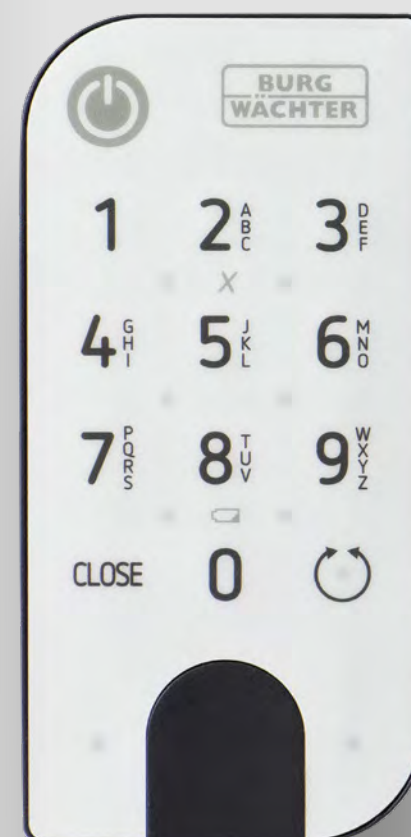 BURG
WÄCHTER
1 2 ABC 3 DEF
X
4 GHI 5 JKL 6 MNO
7 PQRS 8 TUV 9 WXYZ
CLOSE 0